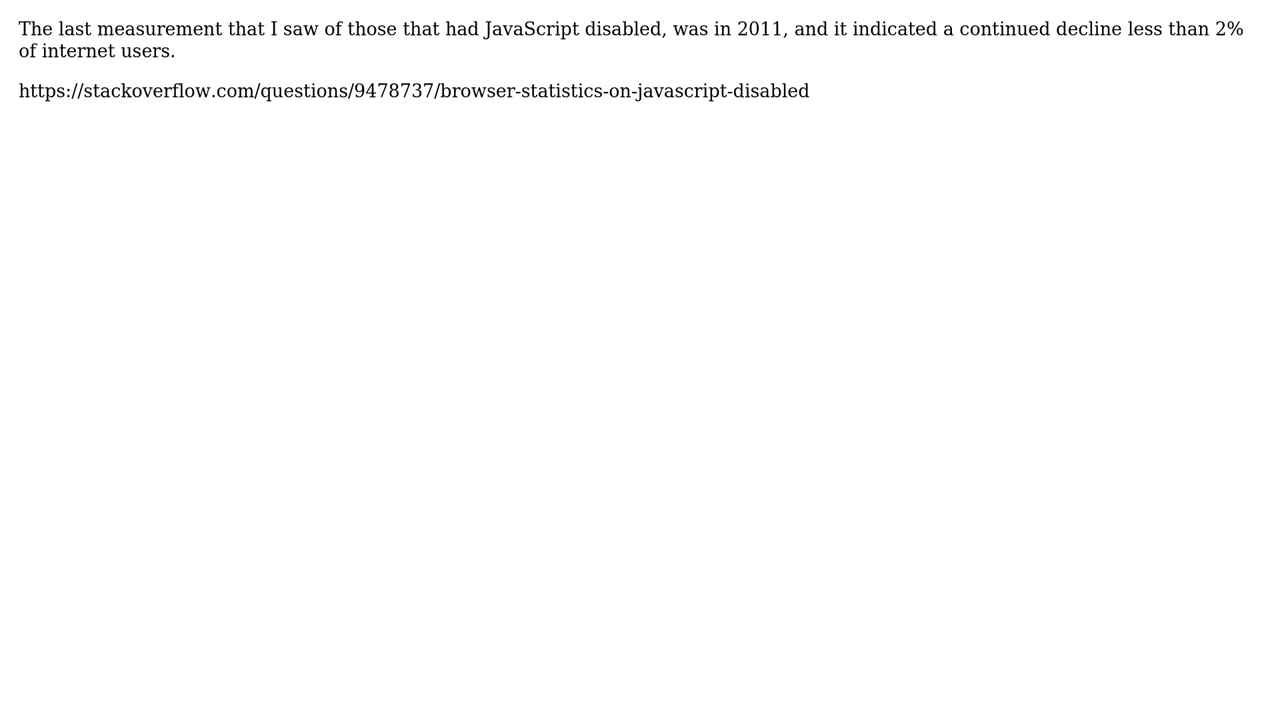 The last measurement that I saw of those that had JavaScript disabled, was in 2011, and it indicated a continued decline less than 2%
of internet users.
https://stackoverflow.com/questions/9478737/browser-statistics-on-javascript-disabled